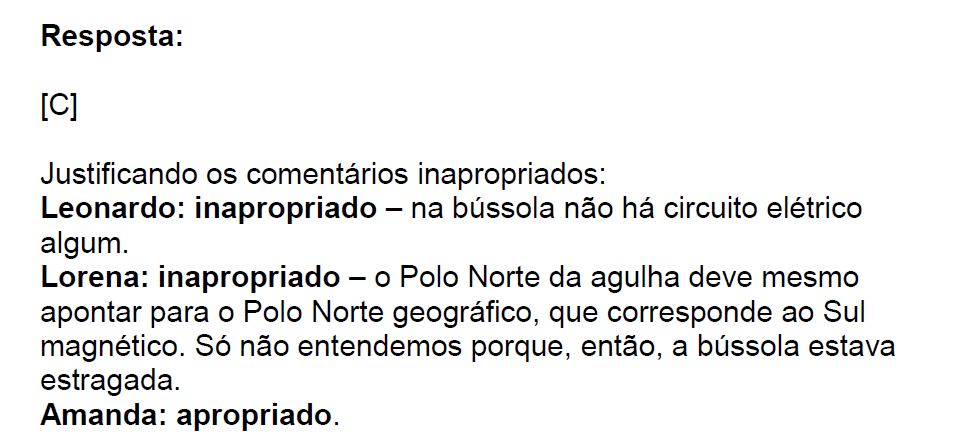 Resposta:
[C]
Justificando os comentários inapropriados:
Leonardo: inapropriado – na bússola não há circuito elétrico
algum.
Lorena: inapropriado – o Polo Norte da agulha deve mesmo
apontar para o Polo Norte geográfico, que corresponde ao Sul
magnético. Só não entendemos porque, então, a bússola estava
estragada.
Amanda: apropriado.